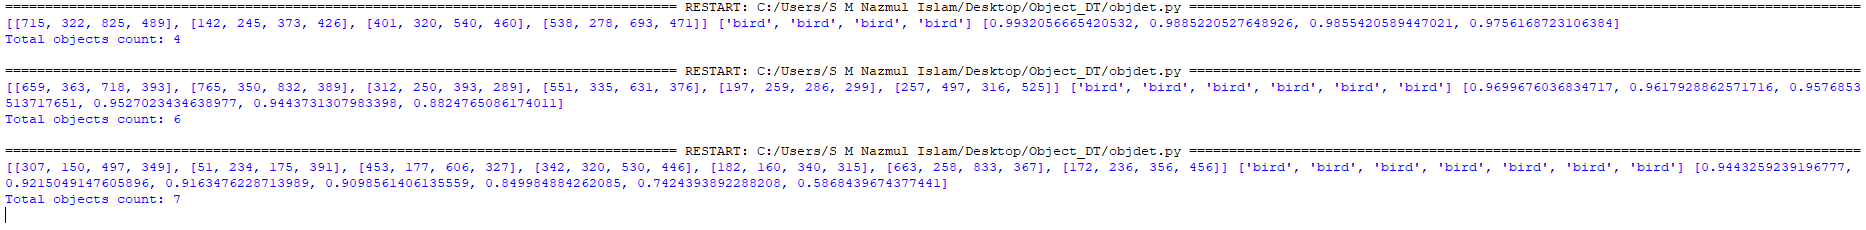 ===================================================================================== RESTART: C:/Users/S M Nazmul Islam/Desktop/Object_DT/objdet.py =====================================================================================
[[715, 322, 825, 489], [142, 245, 373, 426], [401, 320, 540, 460], [538, 278, 693, 471]] ['bird', 'bird', 'bird', 'bird'] [0.9932056665420532, 0.9885220527648926, 0.9855420589447021, 0.9756168723106384]
Total objects count: 4
===================================================================================== RESTART: C:/Users/S M Nazmul Islam/Desktop/Object_DT/objdet.py =====================================================================================
[[659, 363, 718, 393], [765, 350, 832, 389], [312, 250, 393, 289], [551, 335, 631, 376], [197, 259, 286, 299], [257, 497, 316, 525]] ['bird', 'bird', 'bird', 'bird', 'bird', 'bird'] [0.9699676036834717, 0.9617928862571716, 0.9576853
513717651, 0.9527023434638977, 0.9443731307983398, 0.8824765086174011]
Total objects count: 6
===================================================================================== RESTART: C:/Users/S M Nazmul Islam/Desktop/Object_DT/objdet.py =====================================================================================
[[307, 150, 497, 349], [51, 234, 175, 391], [453, 177, 606, 327], [342, 320, 530, 446], [182, 160, 340, 315], [663, 258, 833, 367], [172, 236, 356, 456]] ['bird', 'bird', 'bird', 'bird', 'bird', 'bird', 'bird'] [0.9443259239196777,
0.9215049147605896, 0.9163476228713989, 0.9098561406135559, 0.849984884262085, 0.7424393892288208, 0.5868439674377441]
Total objects count: 7